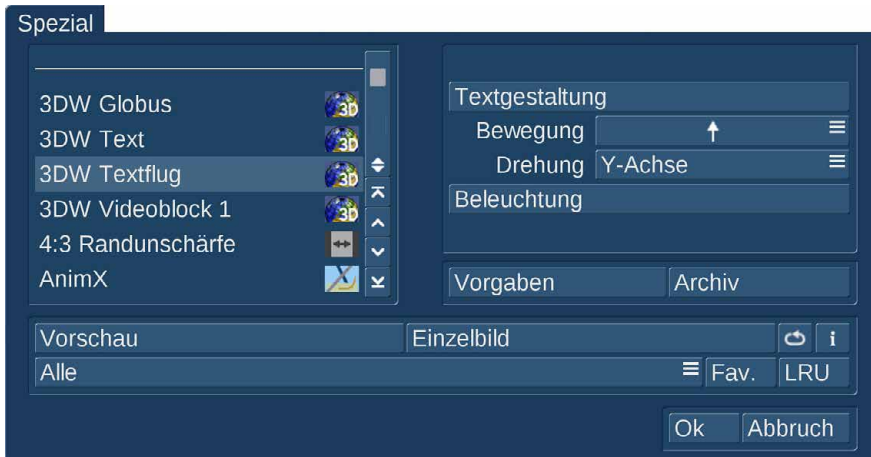 Spezial
3DW Globus
3DW Text
3DW Textflug
3DW Videoblock 1
4:3 Randunschärfe
AnimX
Textgestaltung
Bewegung
Drehung Y-Achse
Beleuchtung
Vorgaben Archiv
Vorschau Einzelbild i
Alle Fav. LRU
Ok Abbruch